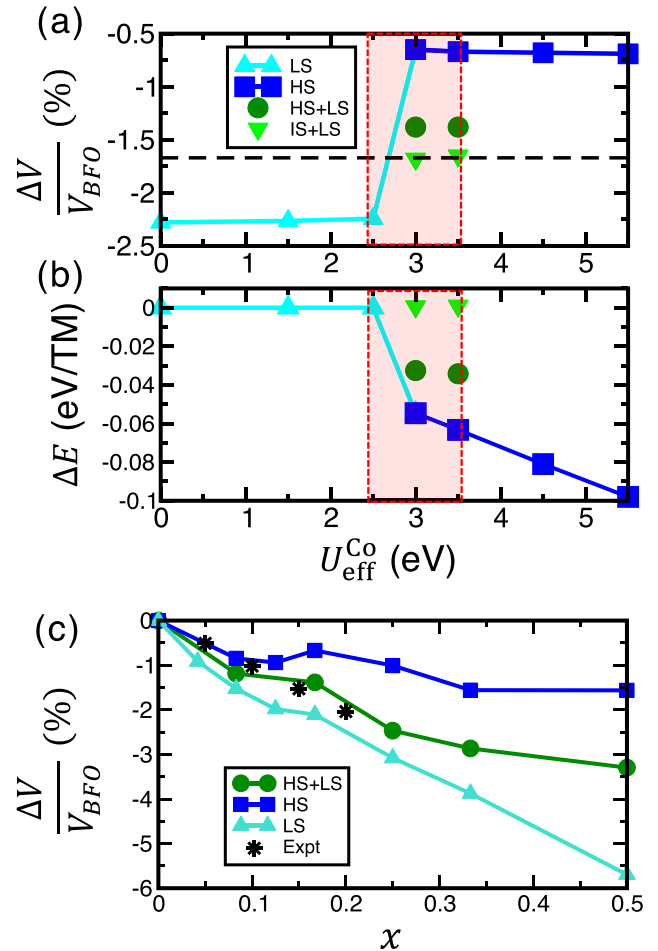 (a)
ΔV
V_BFO
(%)
-0.5
-1
-1.5
-2
-2.5
LS
HS
HS+LS
IS+LS
0 1 2 3 4 5
(b)
ΔE (eV/TM)
0
-0.02
-0.04
-0.06
-0.08
-0.1
0 1 2 3 4 5
U_eff^Co (eV)
(c)
ΔV
V_BFO
(%)
0
-1
-2
-3
-4
-5
-6
HS+LS
HS
LS
Expt
0 0.1 0.2 0.3 0.4 0.5
x